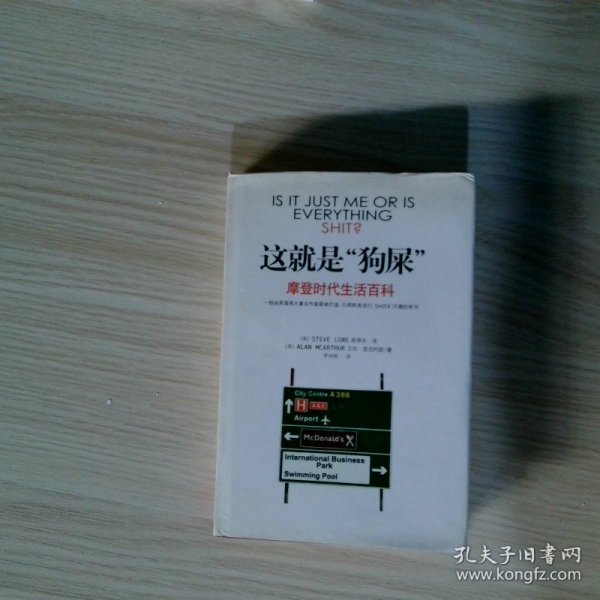 IS IT JUST ME OR IS
EVERYTHING
SHIT?
这就是“狗屎”
摩登时代生活百科
(英) STEVE LOWE
(英) ALAN MCARTHUR
City Centre A386
H
Airport
McDonald's
International Business
Park
Swimming Pool
孔夫子旧书网
www.kongfz.com